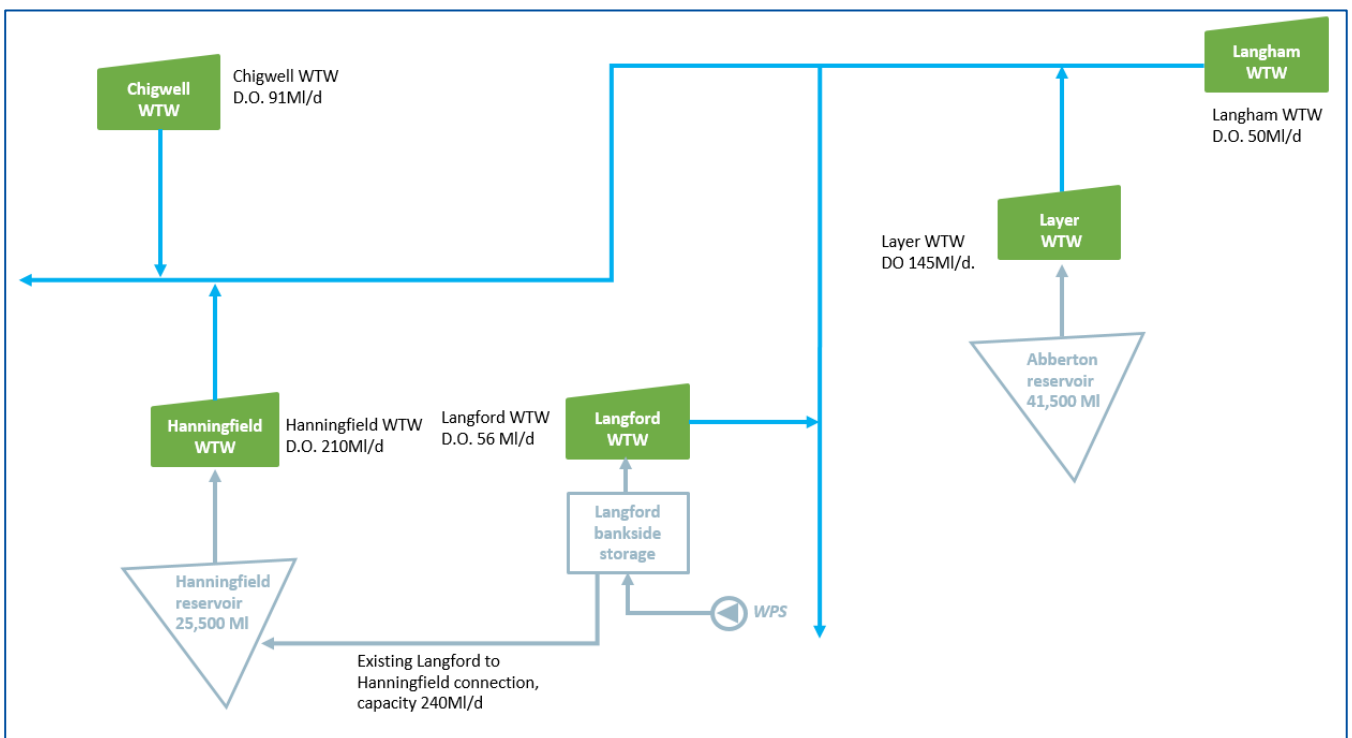 Chigwell
WTW
Chigwell WTW
D.O. 91Ml/d
Langham
WTW
Langham WTW
D.O. 50Ml/d
Layer
WTW
Layer WTW
DO 145Ml/d.
Abberton
reservoir
41,500 Ml
Hanningfield
WTW
Hanningfield WTW
D.O. 210Ml/d
Langford WTW
D.O. 56 Ml/d
Langford
WTW
Langford
bankside
storage
WPS
Hanningfield
reservoir
25,500 Ml
Existing Langford to
Hanningfield connection,
capacity 240Ml/d